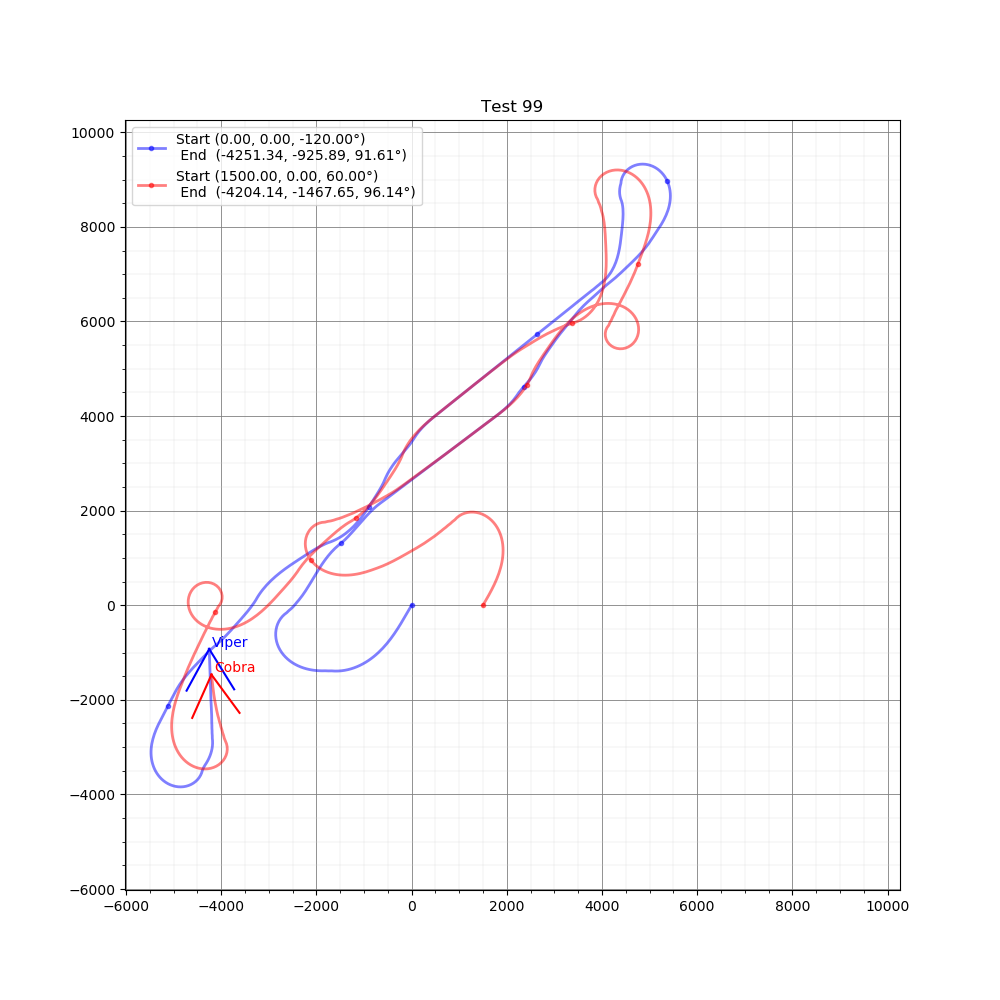 Test 99
Start (0.00, 0.00, -120.00°)
End (-4251.34, -925.89, 91.61°)
Start (1500.00, 0.00, 60.00°)
End (-4204.14, -1467.65, 96.14°)
10000
8000
6000
4000
2000
0
−2000
−4000
−6000
Viper
Cobra
−6000 −4000 −2000 0 2000 4000 6000 8000 10000